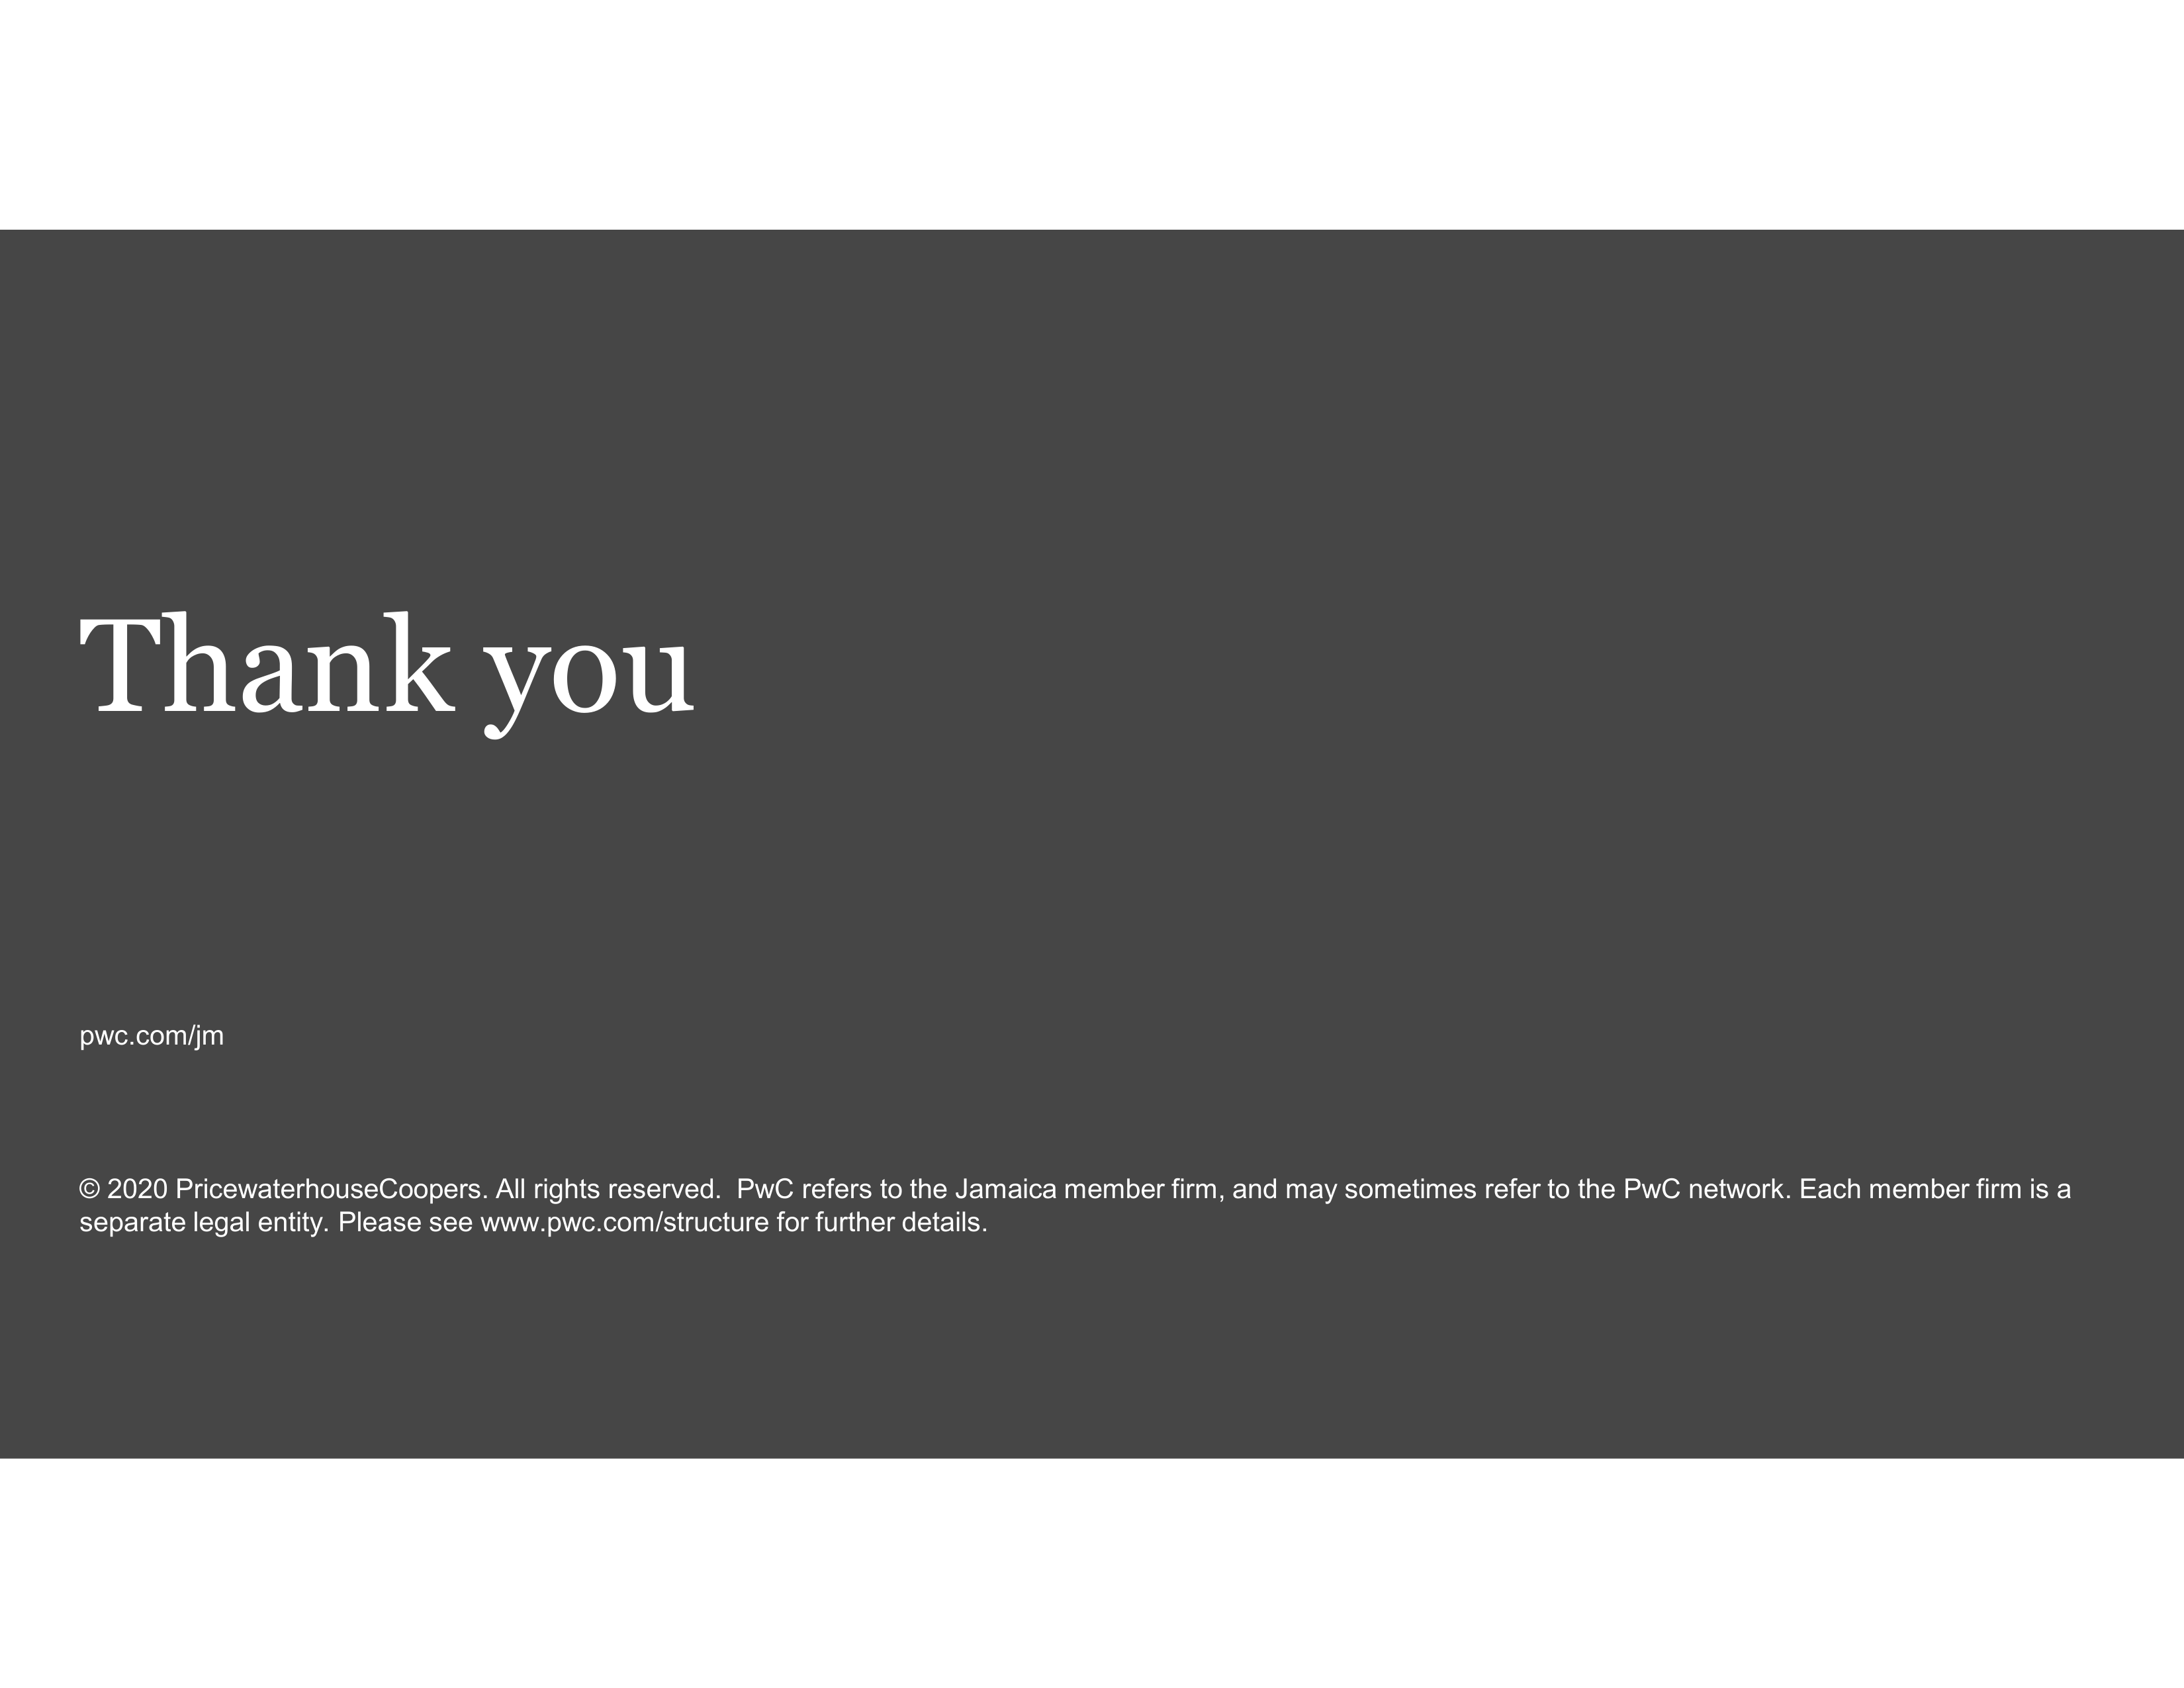 Thank you
pwc.com/jm
© 2020 PricewaterhouseCoopers. All rights reserved.  PwC refers to the Jamaica member firm, and may sometimes refer to the PwC network. Each member firm is a
separate legal entity. Please see www.pwc.com/structure for further details.